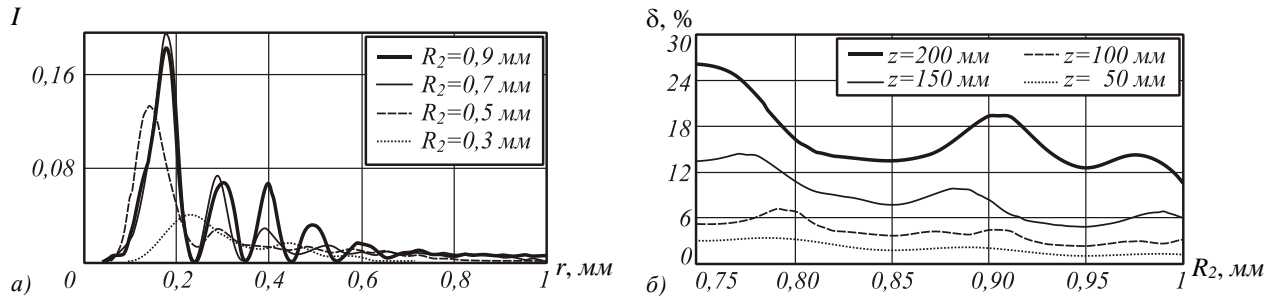 I
0,16
0,08
R2=0,9 мм
R2=0,7 мм
R2=0,5 мм
R2=0,3 мм
а) 0 0,2 0,4 0,6 0,8 1 r, мм
δ, %
30
24
18
12
6
0
z=200 мм z=100 мм
z=150 мм z= 50 мм
б) 0,75 0,80 0,85 0,90 0,95 1 R2, мм